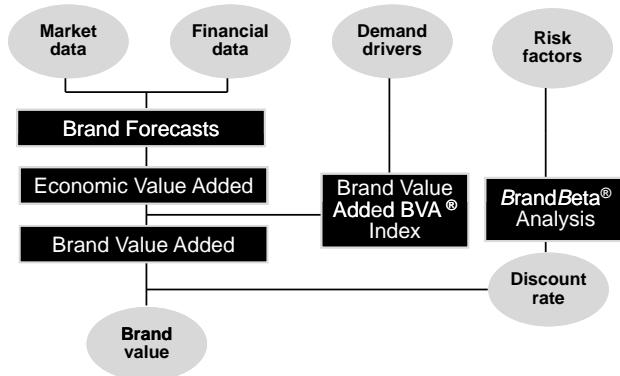 Market
data
Financial
data
Demand
drivers
Risk
factors
Brand Forecasts
Economic Value Added
Brand Value
Added BVA ®
Index
BrandBeta®
Analysis
Brand Value Added
Discount
rate
Brand
value